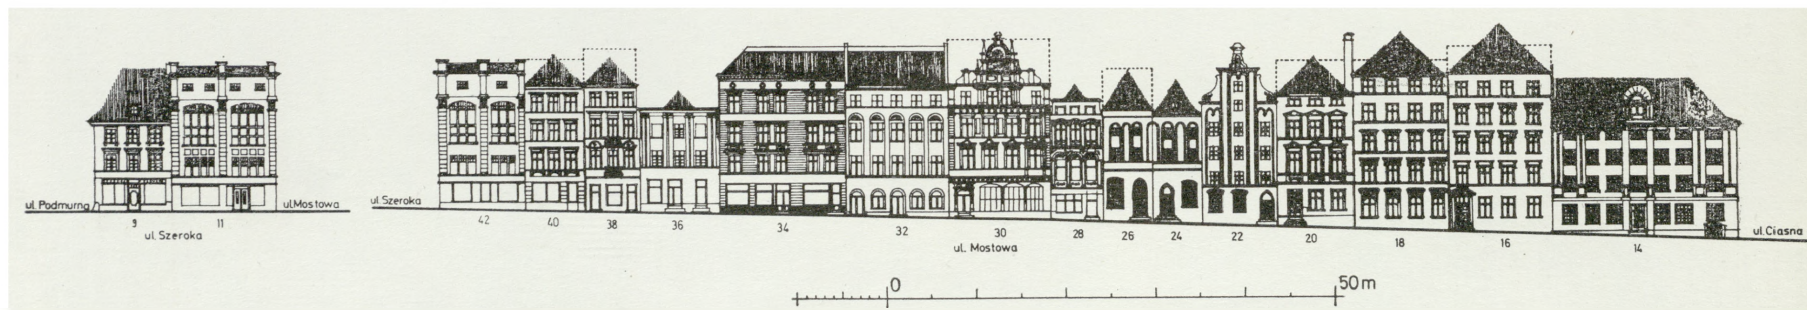 ul. Podmurna
ul.Mostowa
9
11
ul. Szeroka
ul.Szeroka
42
40
38
36
34
32
30
28
26
24
22
20
18
16
14
ul. Mostowa
ul.Ciasna
0
50m